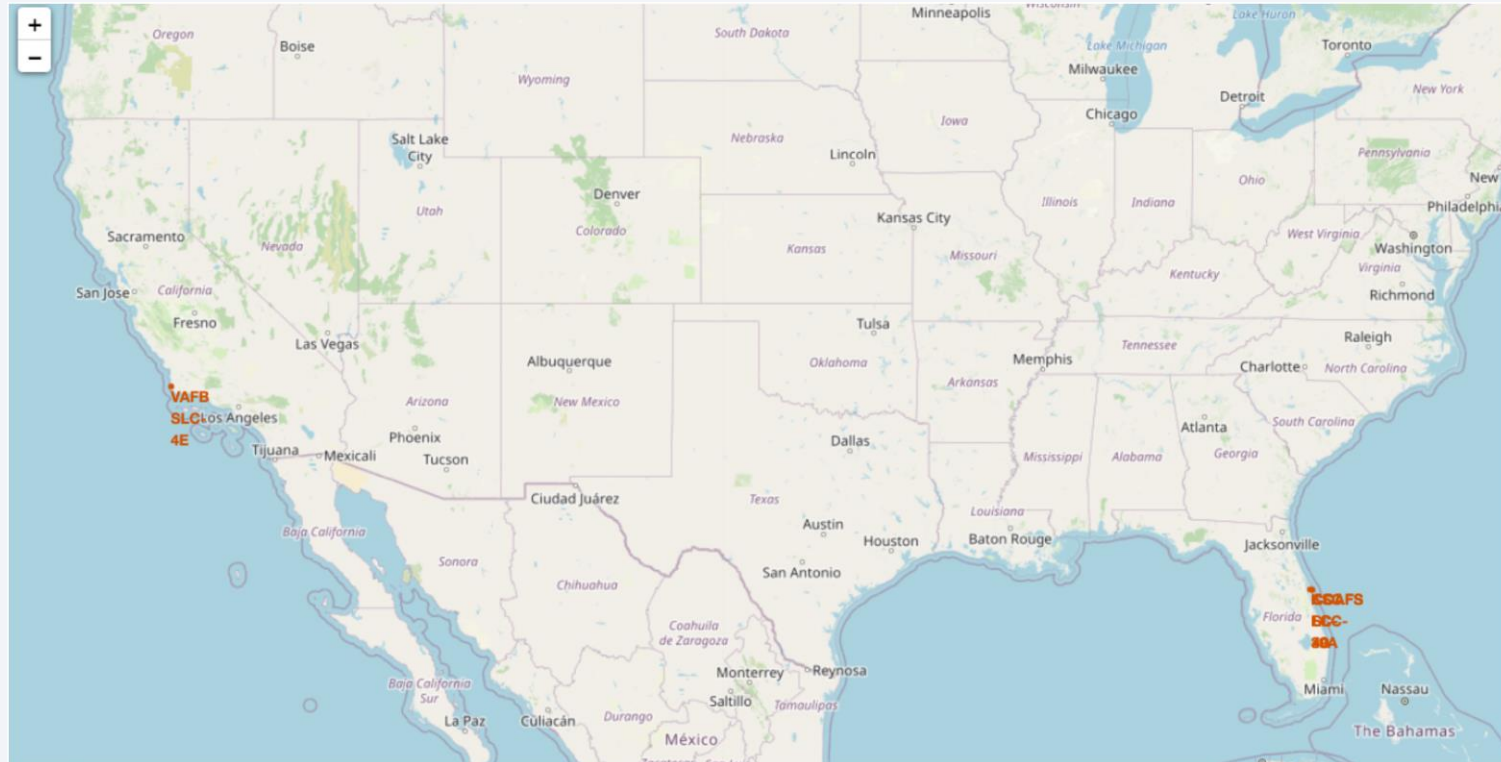 +
−
Minneapolis
Wisconsin
Lake Huron
Oregon
Boise
South Dakota
Lake Michigan
Toronto
Wyoming
Milwaukee
New York
Detroit
Chicago
Iowa
Salt Lake
City
Nebraska
Lincoln
Pennsylvania
Ohio
New
Denver
Utah
Illinois
Indiana
Philadelphia
Kansas City
Colorado
Sacramento
Nevada
Kansas
Missouri
West Virginia
Washington
Kentucky
Virginia
San Jose
California
Richmond
Fresno
Tulsa
Las Vegas
Raleigh
Tennessee
Albuquerque
Oklahoma
Memphis
Charlotte
North Carolina
Arkansas
VAFB
SLC-
4E
Los Angeles
Arizona
New Mexico
South Carolina
Phoenix
Dallas
Atlanta
Tijuana
Mexicali
Tucson
Mississippi
Alabama
Georgia
Ciudad Juárez
Texas
Louisiana
Baja California
Austin
Houston
Baton Rouge
Jacksonville
Sonora
San Antonio
Chihuahua
Florida
Coahuila
de Zaragoza
Monterrey
Reynosa
Baja California
Sur
Saltillo
Tamaulipas
Miami
Nassau
La Paz
Culiacán
Durango
México
The Bahamas